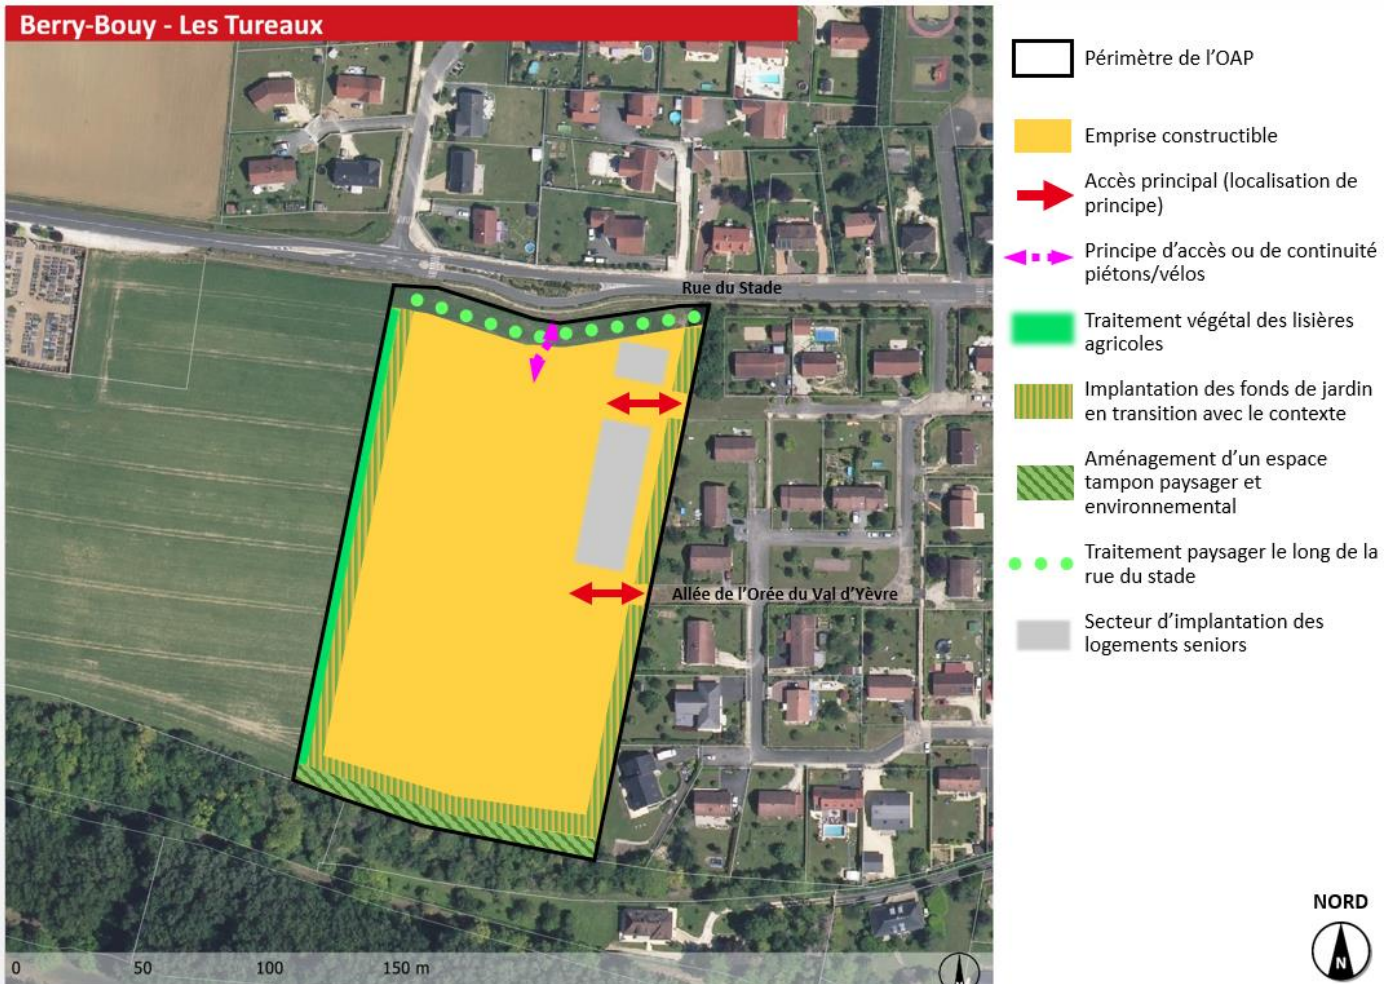 Berry-Bouy - Les Tureaux
Rue du Stade
Allée de l'Orée du Val d'Yèvre
0 50 100 150 m
Périmètre de l'OAP
Emprise constructible
Accès principal (localisation de
principe)
Principe d'accès ou de continuité
piétons/vélos
Traitement végétal des lisières
agricoles
Implantation des fonds de jardin
en transition avec le contexte
Aménagement d'un espace
tampon paysager et
environnemental
Traitement paysager le long de la
rue du stade
Secteur d'implantation des
logements seniors
NORD
N